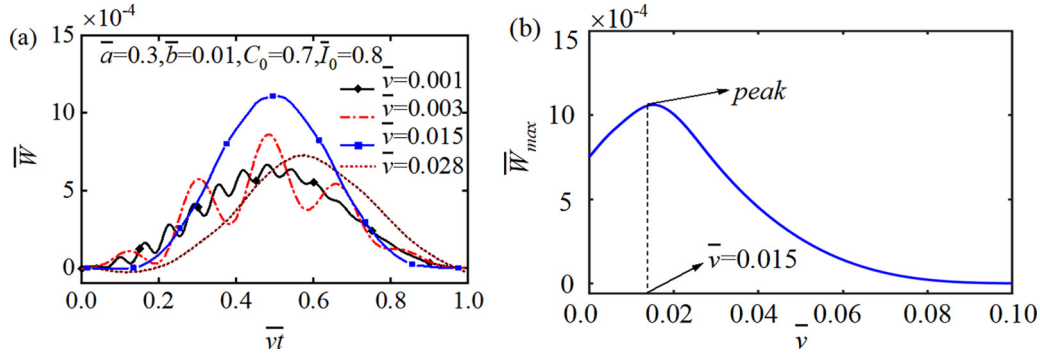 (a)
×10⁻⁴
15
10
5
0
W̅
a̅=0.3,b̅=0.01,C₀=0.7,I̅₀=0.8
v̅=0.001
v̅=0.003
v̅=0.015
v̅=0.028
0.0 0.2 0.4 0.6 0.8 1.0
v̅t̅
(b)
×10⁻⁴
15
10
5
0
W̅max
peak
v̅=0.015
0.0 0.02 0.04 0.06 0.08 0.10
v̅